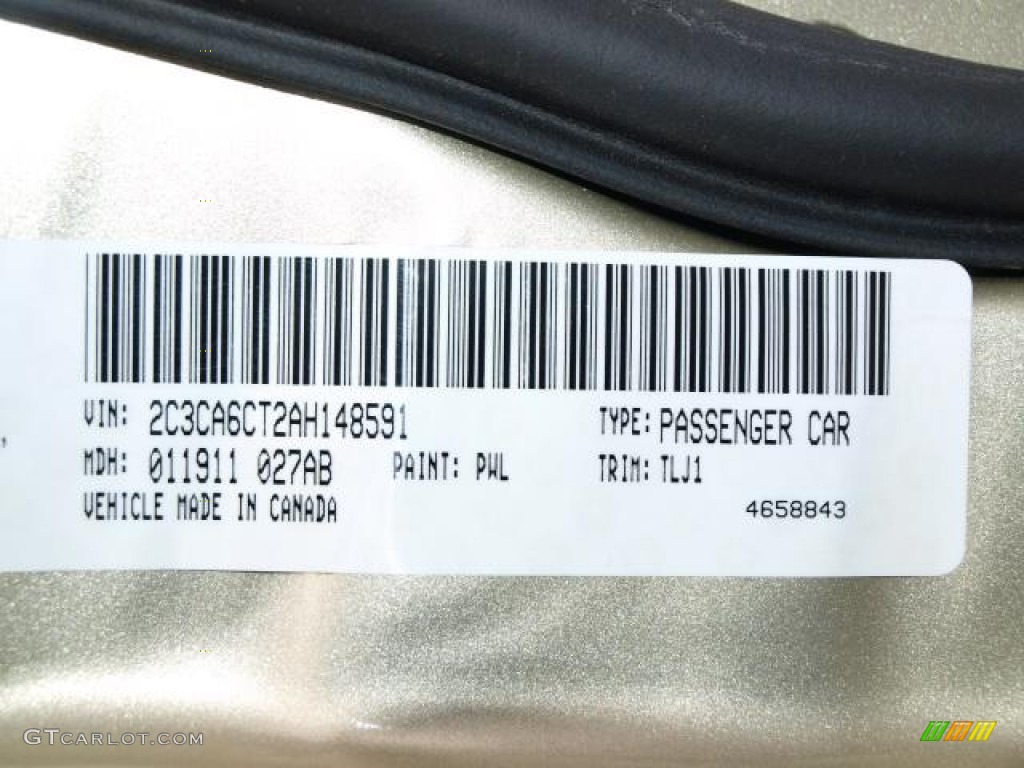 VIN: 2C3CA6CT2AH148591 TYPE: PASSENGER CAR
MDH: 011911 027AB PAINT: PWL TRIM: TLJ1
VEHICLE MADE IN CANADA 4658843
GTCARLOT.COM